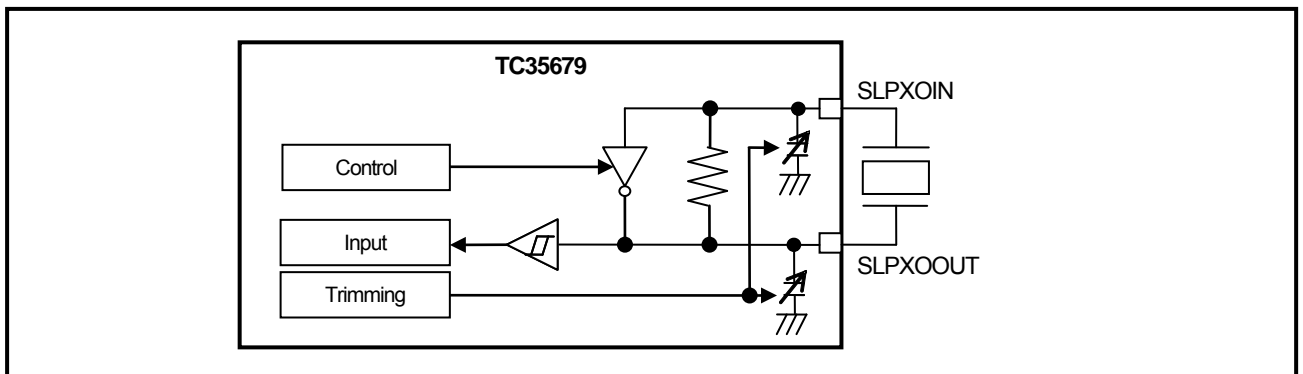 TC35679
SLPXOIN
Control
Input
SLPXOOUT
Trimming